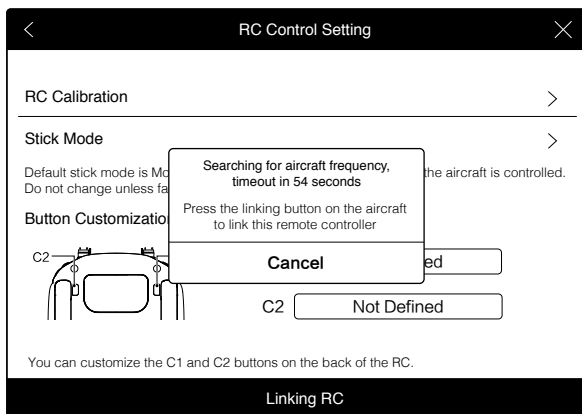 RC Control Setting
RC Calibration
Stick Mode
Default stick mode is Mo
the aircraft is controlled.
Do not change unless fa
Searching for aircraft frequency,
timeout in 54 seconds
Press the linking button on the aircraft
to link this remote controller
Cancel
Button Customization
C2
ed
C2 Not Defined
You can customize the C1 and C2 buttons on the back of the RC.
Linking RC